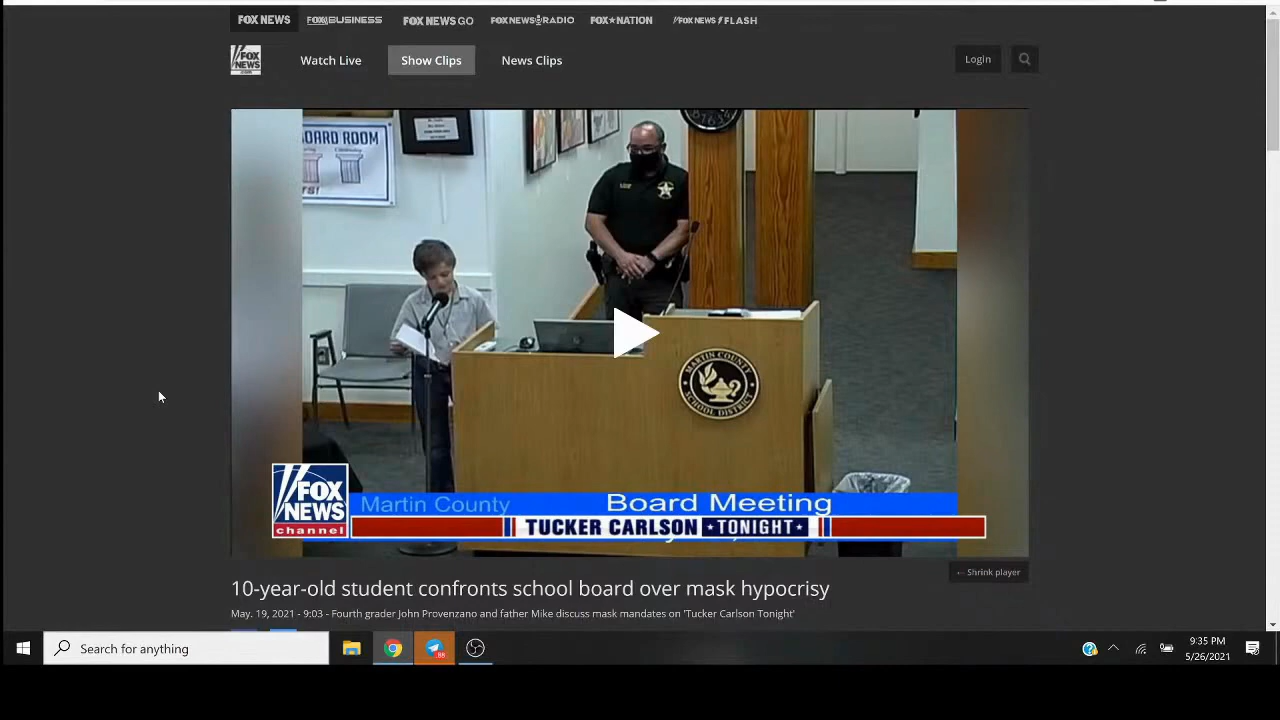 FOX NEWS FOX BUSINESS FOX NEWS GO FOX NEWS RADIO FOX★NATION FOX NEWS FLASH
FOX NEWS .com Watch Live Show Clips News Clips Login
OARD ROOM
TS!
MARTIN COUNTY
SCHOOL DISTRICT
FOX NEWS channel
Martin County Board Meeting
TUCKER CARLSON ★TONIGHT★
← Shrink player
10-year-old student confronts school board over mask hypocrisy
May. 19, 2021 - 9:03 - Fourth grader John Provenzano and father Mike discuss mask mandates on 'Tucker Carlson Tonight'
Search for anything
9:35 PM
5/26/2021